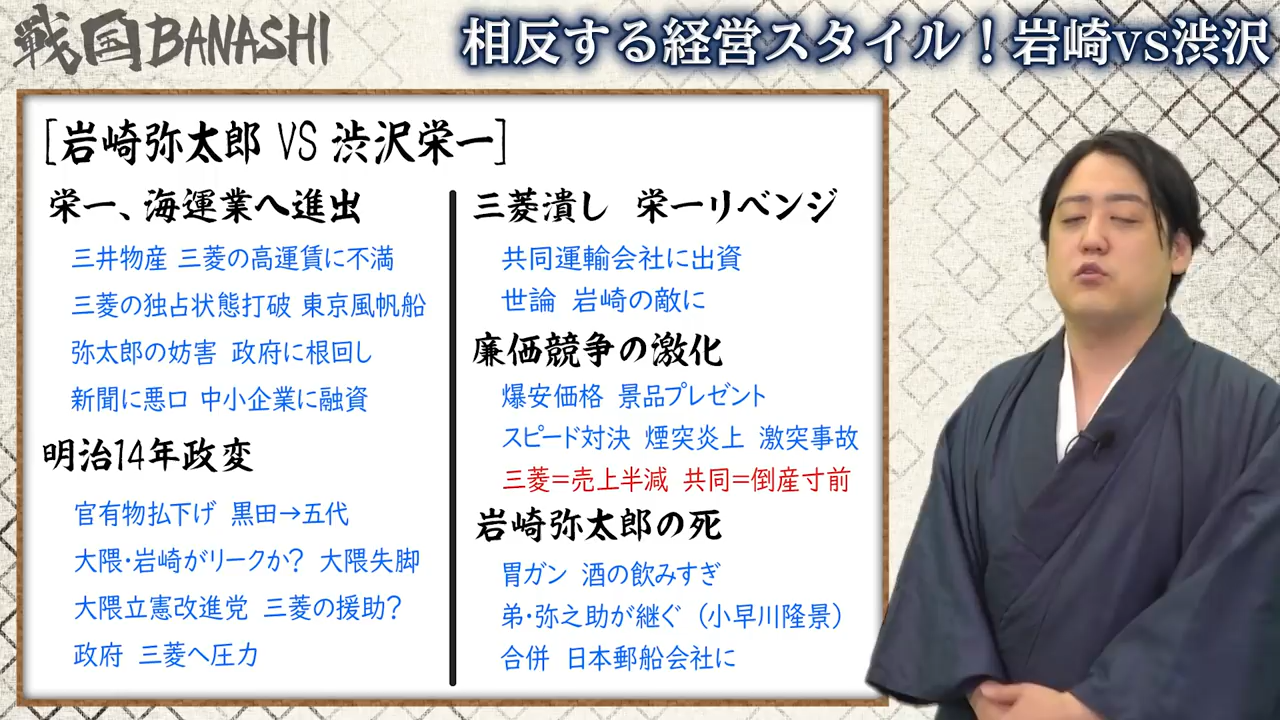 戦国BANASHI
相反する経営スタイル！岩崎vs渋沢
[岩崎弥太郎 VS 渋沢栄一]
栄一、海運業へ進出
三井物産 三菱の高運賃に不満
三菱の独占状態打破 東京風帆船
弥太郎の妨害 政府に根回し
新聞に悪口 中小企業に融資
明治14年政変
官有物払下げ 黒田→五代
大隈・岩崎がリークか？ 大隈失脚
大隈立憲改進党 三菱の援助？
政府 三菱へ圧力
三菱潰し 栄一リベンジ
共同運輸会社に出資
世論 岩崎の敵に
廉価競争の激化
爆安価格 景品プレゼント
スピード対決 煙突炎上 激突事故
三菱＝売上半減 共同＝倒産寸前
岩崎弥太郎の死
胃ガン 酒の飲みすぎ
弟・弥之助が継ぐ （小早川隆景）
合併 日本郵船会社に